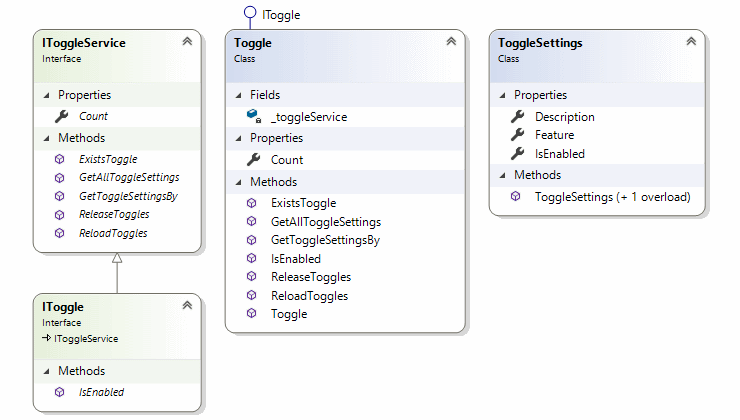 IToggleService
Interface
Properties
Count
Methods
ExistsToggle
GetAllToggleSettings
GetToggleSettingsBy
ReleaseToggles
ReloadToggles
IToggle
Interface
IToggleService
Methods
IsEnabled
IToggle
Toggle
Class
Fields
_toggleService
Properties
Count
Methods
ExistsToggle
GetAllToggleSettings
GetToggleSettingsBy
IsEnabled
ReleaseToggles
ReloadToggles
Toggle
ToggleSettings
Class
Properties
Description
Feature
IsEnabled
Methods
ToggleSettings (+ 1 overload)